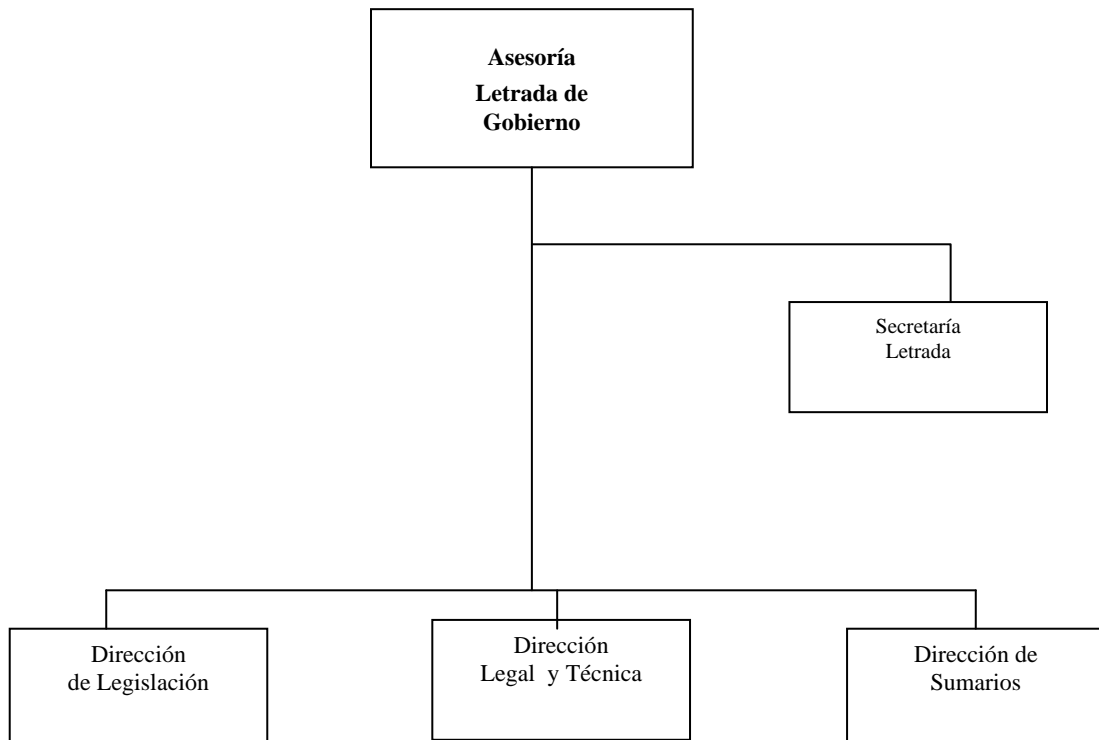 Asesoría
Letrada de
Gobierno
Secretaría
Letrada
Dirección
de Legislación
Dirección
Legal y Técnica
Dirección de
Sumarios